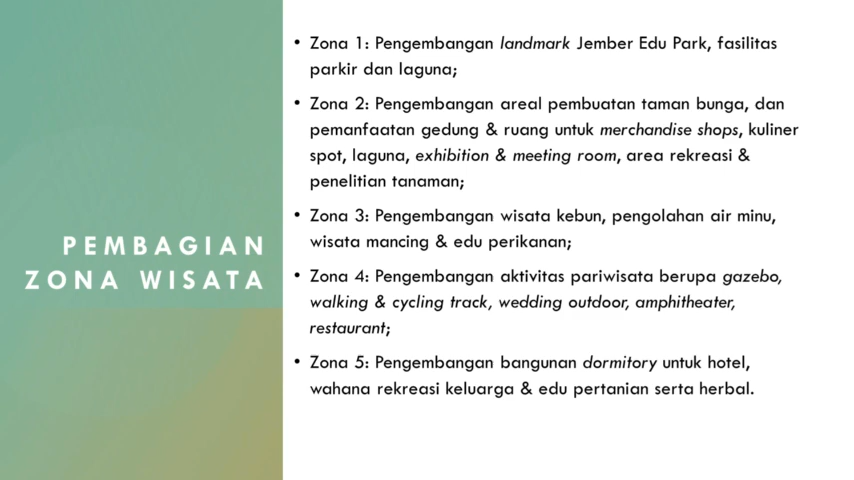 PEMBAGIAN
ZONA WISATA
• Zona 1: Pengembangan landmark Jember Edu Park, fasilitas
parkir dan laguna;
• Zona 2: Pengembangan areal pembuatan taman bunga, dan
pemanfaatan gedung & ruang untuk merchandise shops, kuliner
spot, laguna, exhibition & meeting room, area rekreasi &
penelitian tanaman;
• Zona 3: Pengembangan wisata kebun, pengolahan air minu,
wisata mancing & edu perikanan;
• Zona 4: Pengembangan aktivitas pariwisata berupa gazebo,
walking & cycling track, wedding outdoor, amphitheater,
restaurant;
• Zona 5: Pengembangan bangunan dormitory untuk hotel,
wahana rekreasi keluarga & edu pertanian serta herbal.